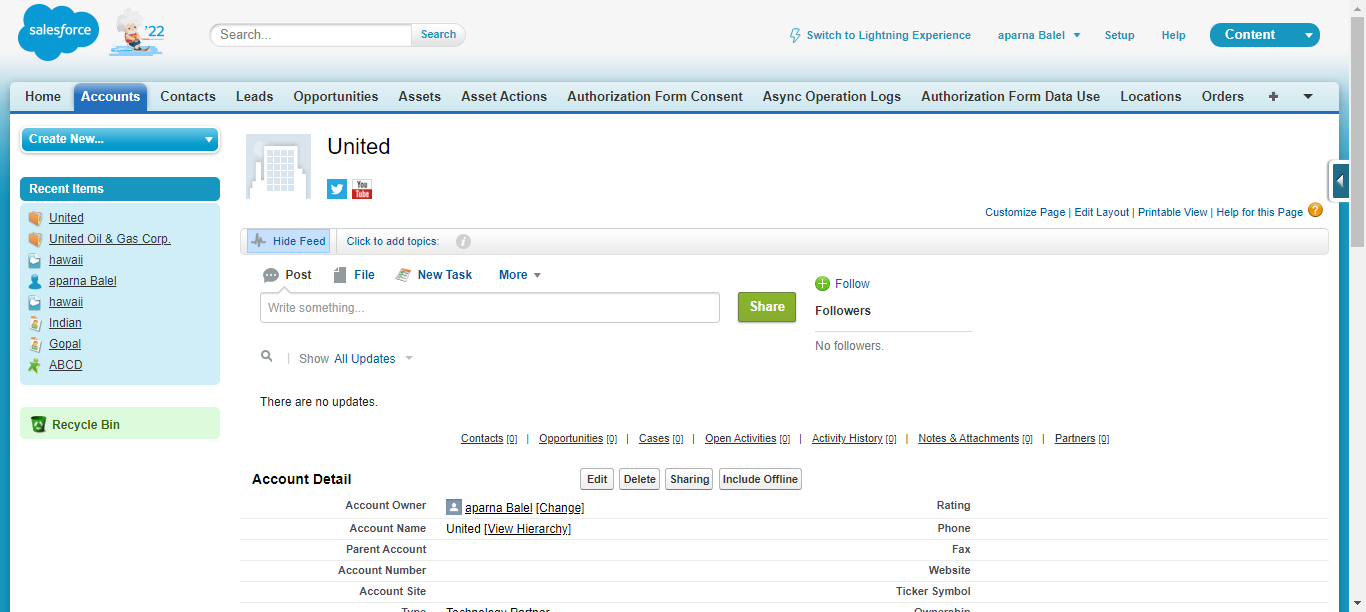 salesforce
'22
Search...
Search
Switch to Lightning Experience
aparna Balel
Setup
Help
Content
Home Accounts Contacts Leads Opportunities Assets Asset Actions Authorization Form Consent Async Operation Logs Authorization Form Data Use Locations Orders +
Create New...
Recent Items
United
United Oil & Gas Corp.
hawaii
aparna Balel
hawaii
Indian
Gopal
ABCD
Recycle Bin
United
You Tube
Customize Page | Edit Layout | Printable View | Help for this Page ?
Hide Feed Click to add topics: i
Post File New Task More
Write something...
Share
Follow
Followers
No followers.
| Show All Updates
There are no updates.
Contacts [0] | Opportunities [0] | Cases [0] | Open Activities [0] | Activity History [0] | Notes & Attachments [0] | Partners [0]
Account Detail Edit Delete Sharing Include Offline
Account Owner aparna Balel [Change] Rating
Account Name United [View Hierarchy] Phone
Parent Account Fax
Account Number Website
Account Site Ticker Symbol
Type Technology Partner Ownership